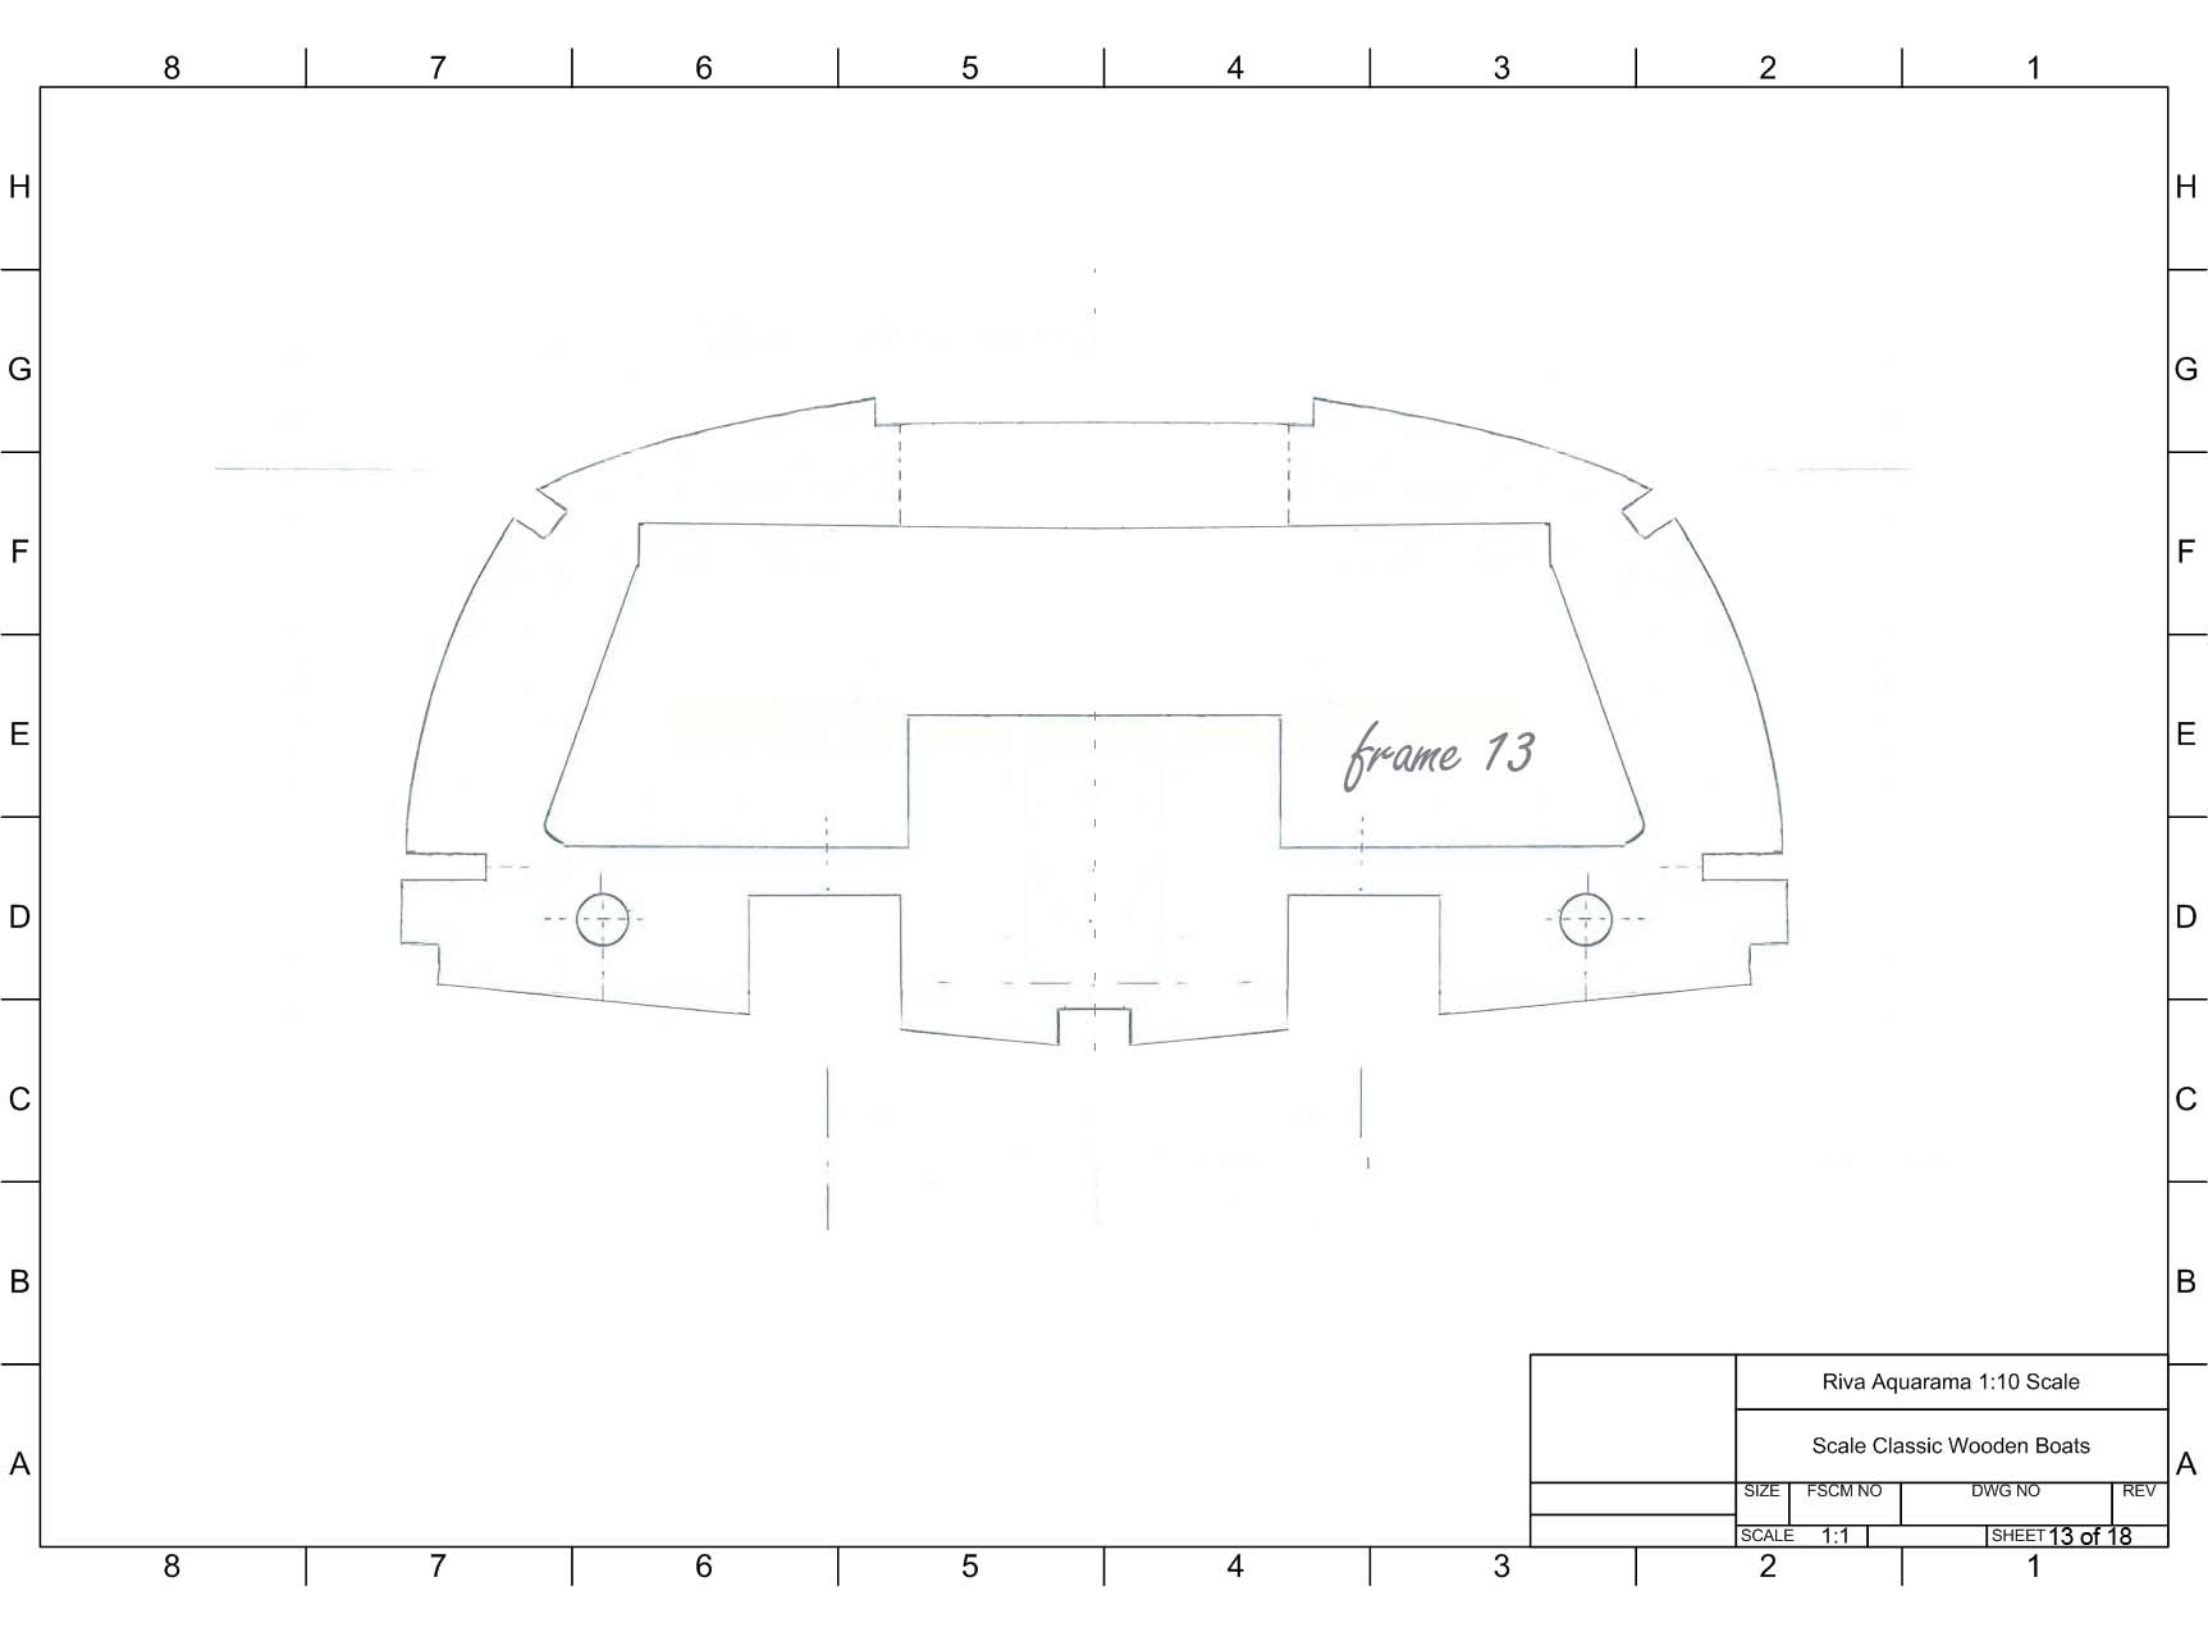 8 7 6 5 4 3 2 1
H H
G G
F F
E E
frame 13
D D
C C
B B
Riva Aquarama 1:10 Scale
Scale Classic Wooden Boats
A A
SIZE FSCM NO DWG NO REV
SCALE 1:1 SHEET 13 of 18
8 7 6 5 4 3 2 1